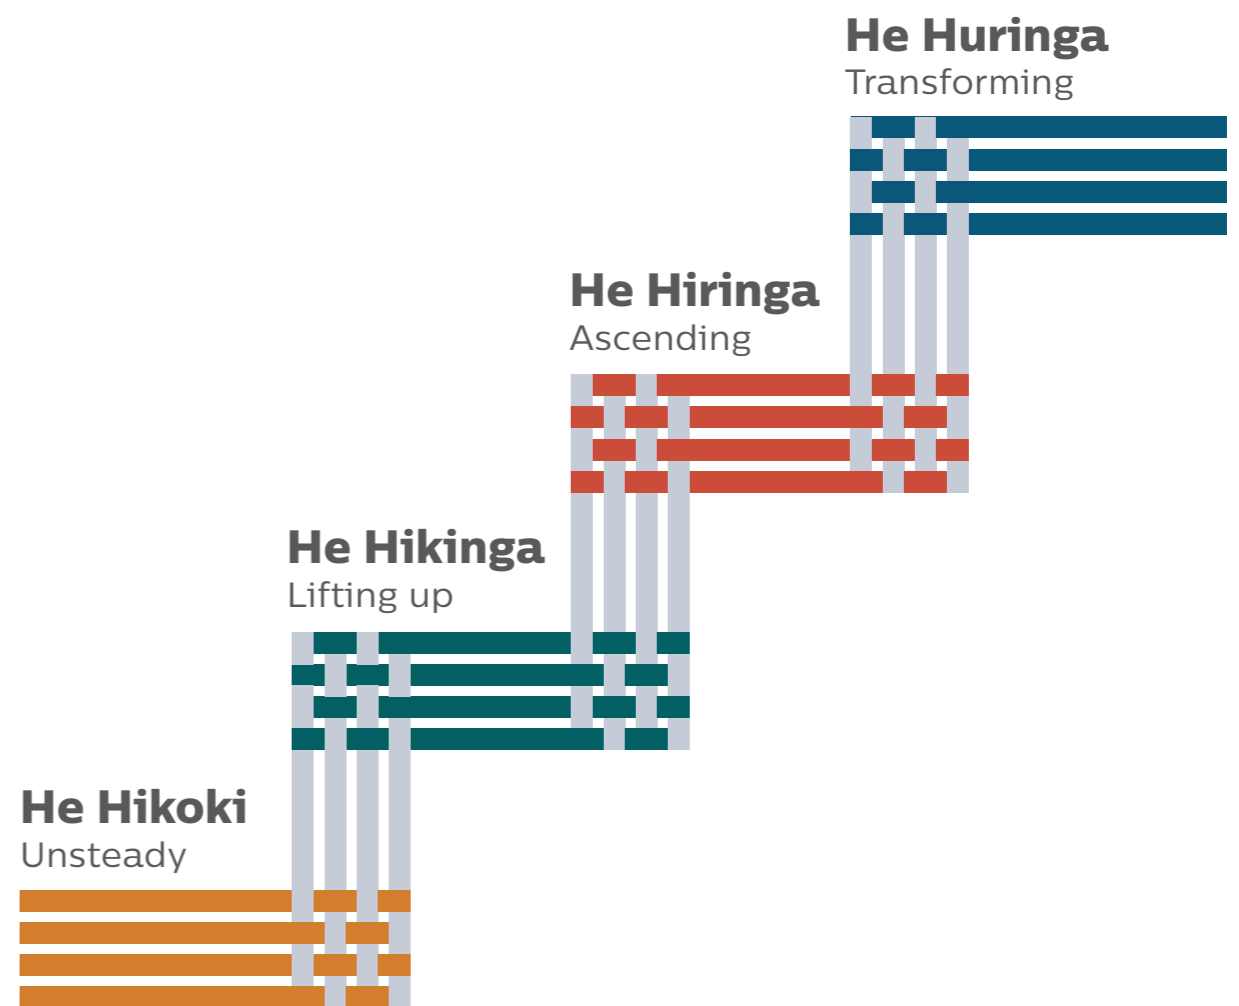 He Huringa
Transforming
He Hiringa
Ascending
He Hikinga
Lifting up
He Hikoki
Unsteady